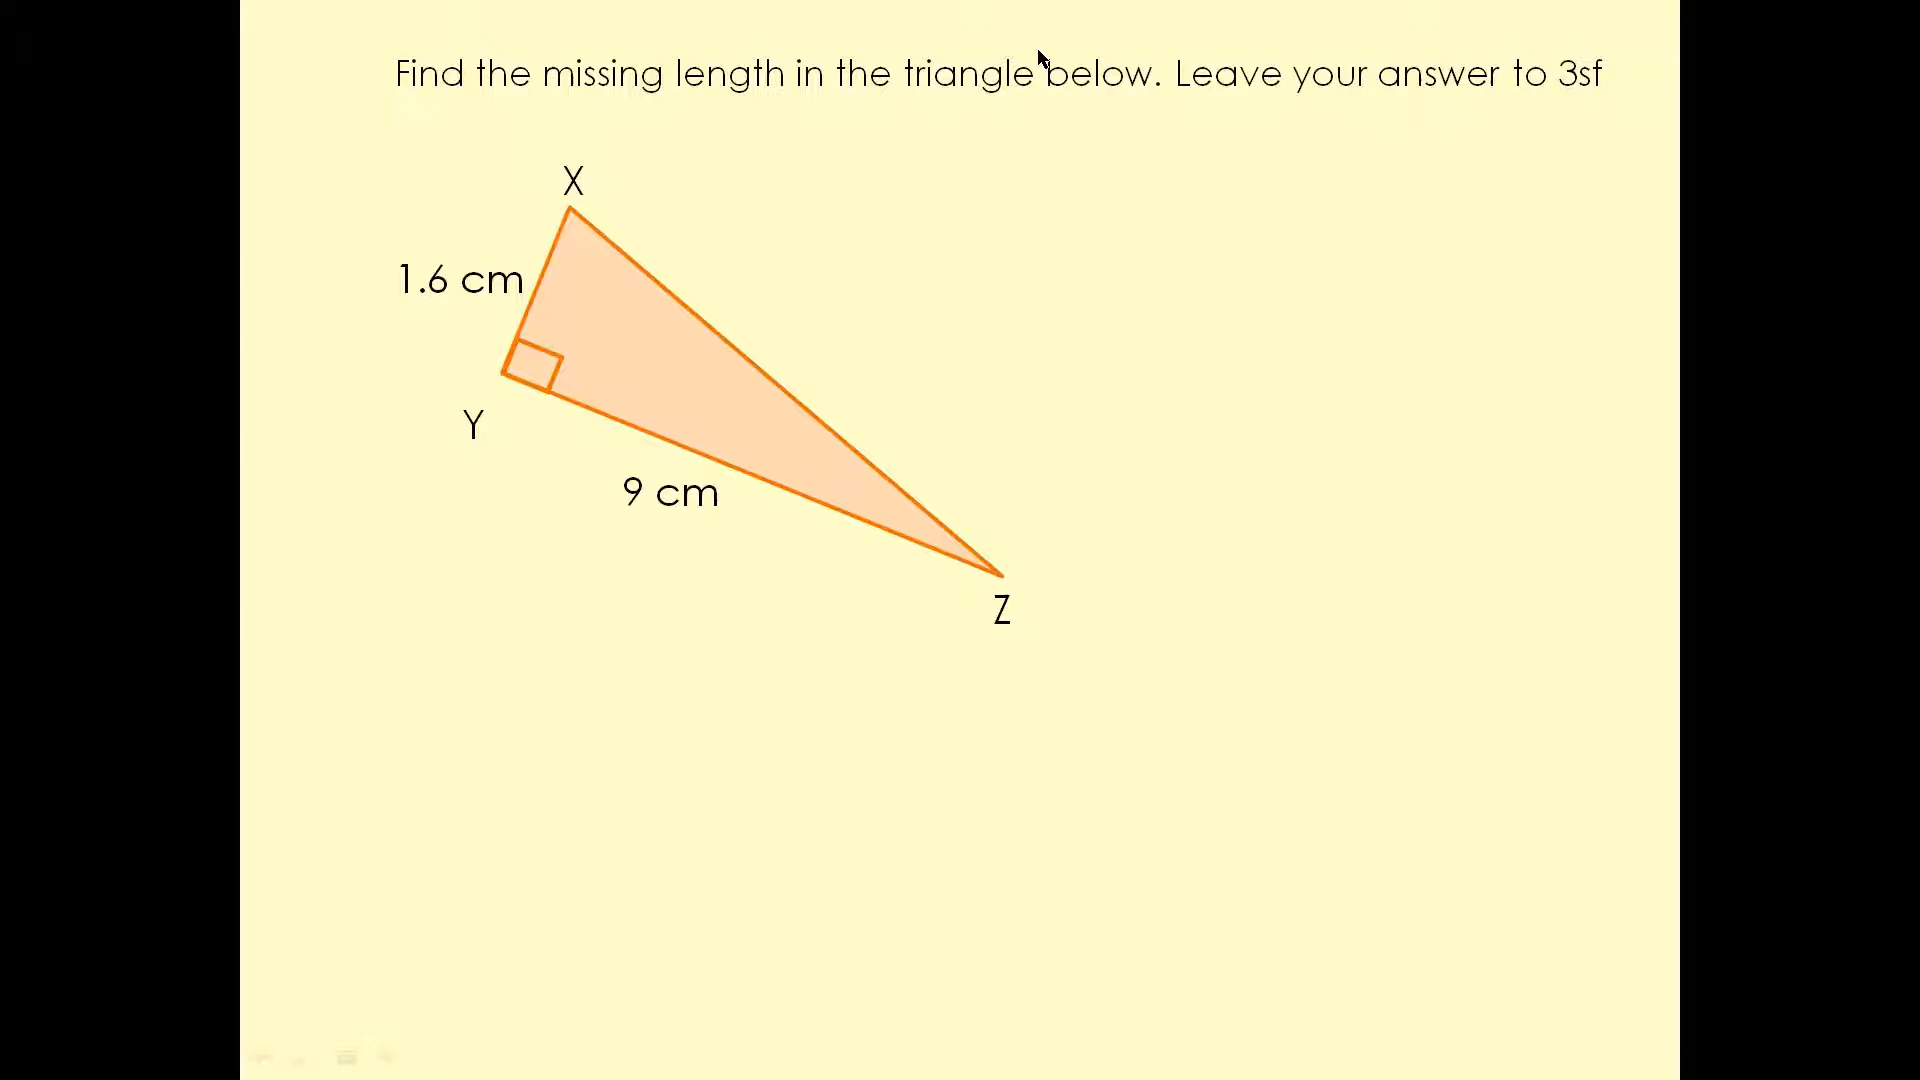 Find the missing length in the triangle below. Leave your answer to 3sf
X
1.6 cm
Y
9 cm
Z